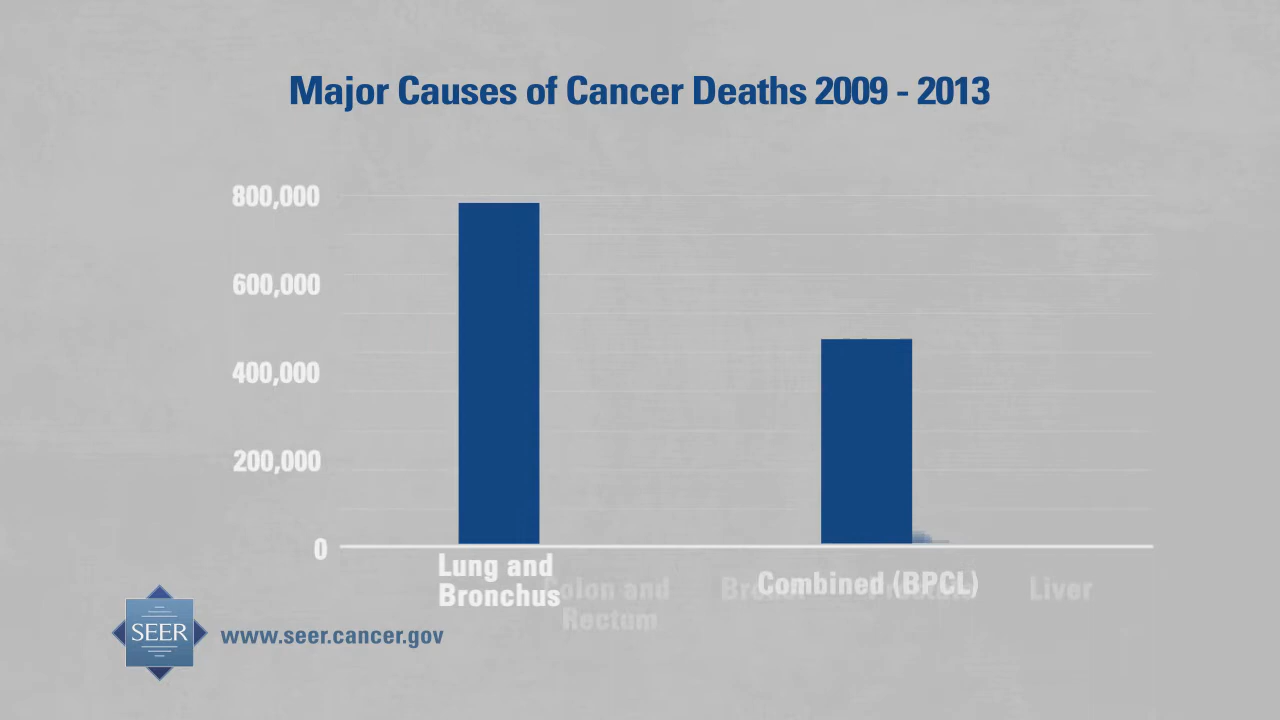 Major Causes of Cancer Deaths 2009 - 2013
800,000
600,000
400,000
200,000
0
Lung and
Bronchus
Colon and
Rectum
Combined (BPCL)
Liver
SEER
www.seer.cancer.gov